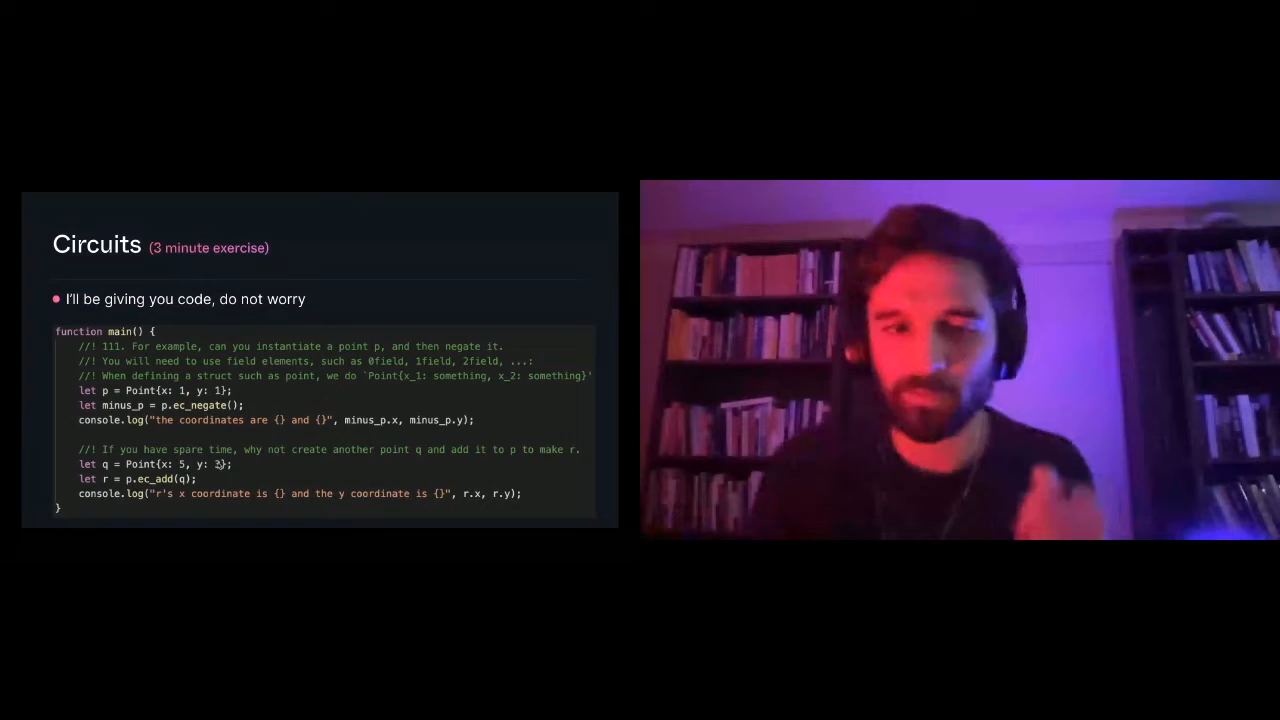 Circuits (3 minute exercise)
I'll be giving you code, do not worry
function main() {
//! 111. For example, can you instantiate a point p, and then negate it.
//! You will need to use field elements, such as 0field, 1field, 2field, ...:
//! When defining a struct such as point, we do `Point{x_1: something, x_2: something}'
let p = Point{x: 1, y: 1};
let minus_p = p.ec_negate();
console.log("the coordinates are {} and {}", minus_p.x, minus_p.y);
//! If you have spare time, why not create another point q and add it to p to make r.
let q = Point{x: 5, y: 2};
let r = p.ec_add(q);
console.log("r's x coordinate is {} and the y coordinate is {}", r.x, r.y);
}